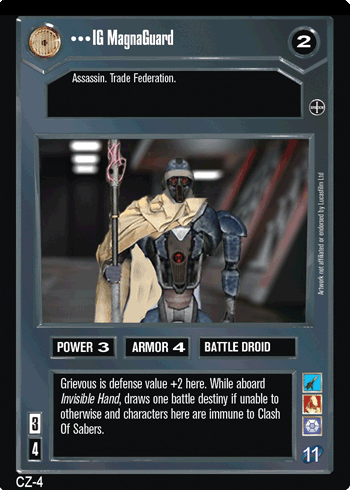 •••IG MagnaGuard
2
Assassin. Trade Federation.
Artwork not affiliated or endorsed by Lucasfilm Ltd
POWER 3
ARMOR 4
BATTLE DROID
Grievous is defense value +2 here. While aboard
Invisible Hand, draws one battle destiny if unable to
otherwise and characters here are immune to Clash
Of Sabers.
3
4
11
CZ-4